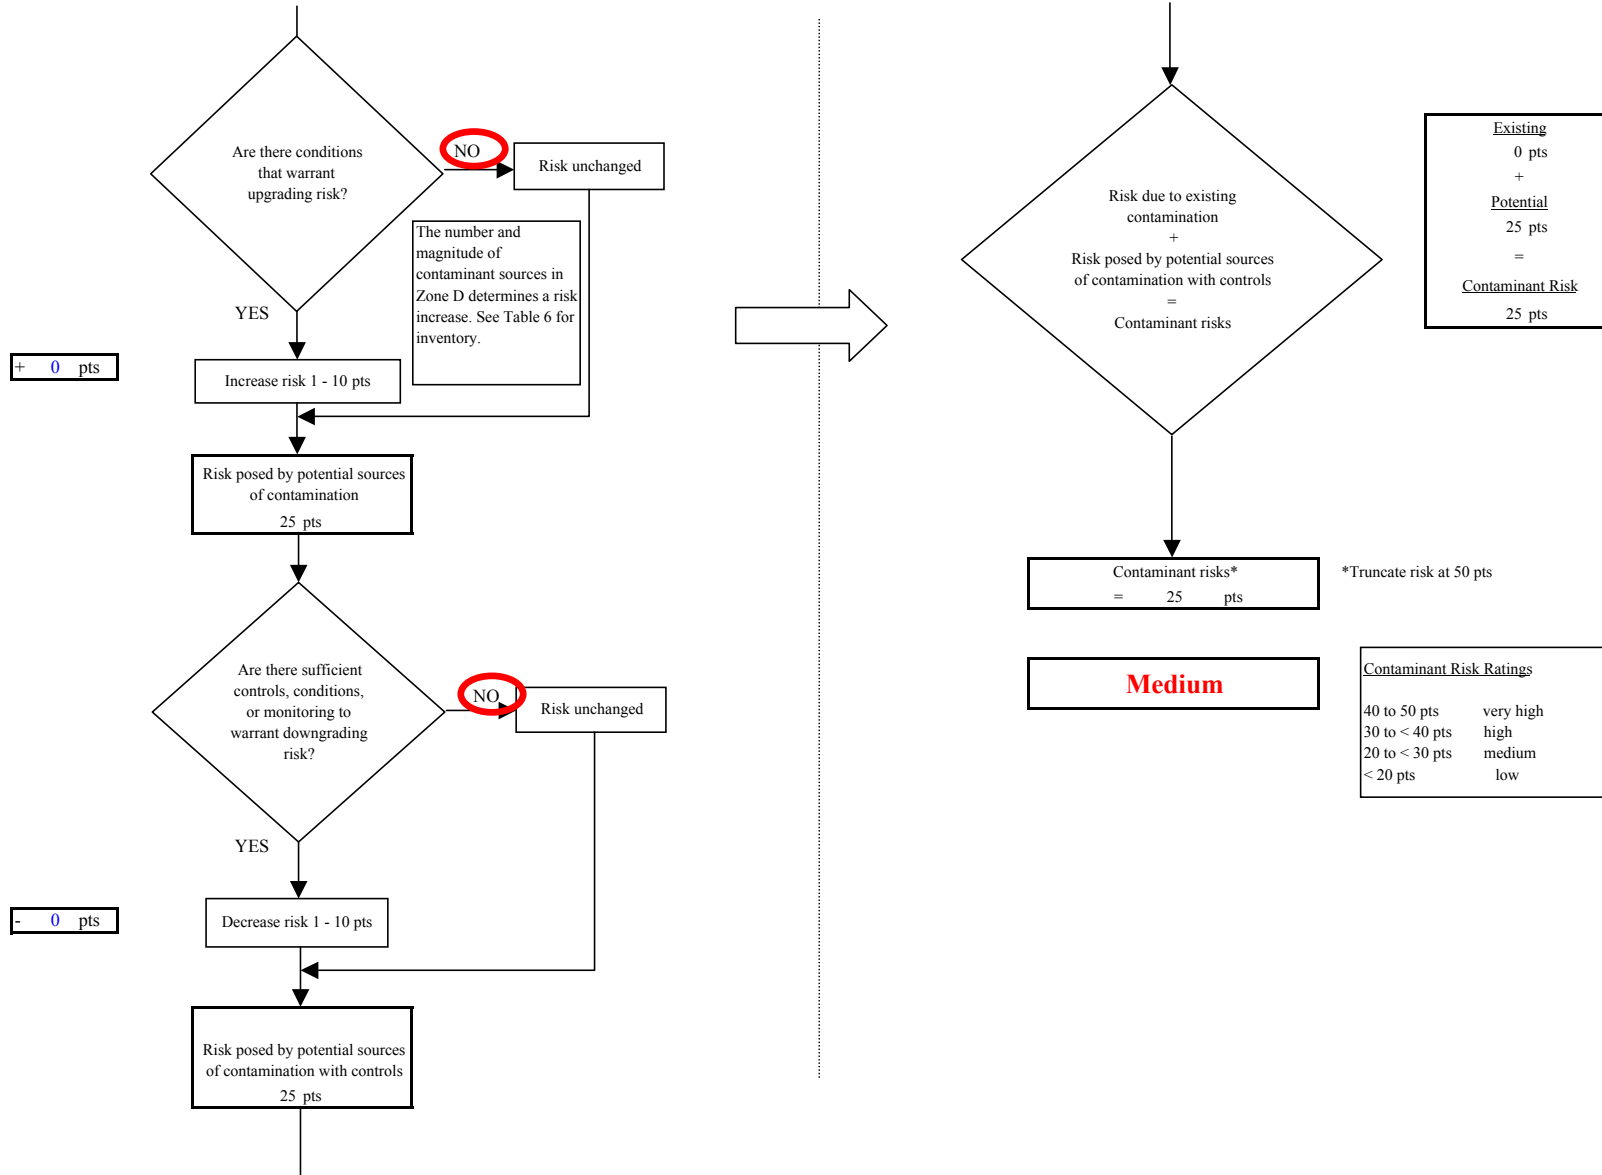 Are there conditions
that warrant
upgrading risk?
NO
Risk unchanged
The number and
magnitude of
contaminant sources in
Zone D determines a risk
increase. See Table 6 for
inventory.
YES
+ 0 pts
Increase risk 1 - 10 pts
Risk posed by potential sources
of contamination
25 pts
Are there sufficient
controls, conditions,
or monitoring to
warrant downgrading
risk?
NO
Risk unchanged
YES
- 0 pts
Decrease risk 1 - 10 pts
Risk posed by potential sources
of contamination with controls
25 pts
Risk due to existing
contamination
+
Risk posed by potential sources
of contamination with controls
=
Contaminant risks
Existing
0 pts
+
Potential
25 pts
=
Contaminant Risk
25 pts
Contaminant risks*
= 25 pts
*Truncate risk at 50 pts
Medium
Contaminant Risk Ratings
40 to 50 pts very high
30 to < 40 pts high
20 to < 30 pts medium
< 20 pts low